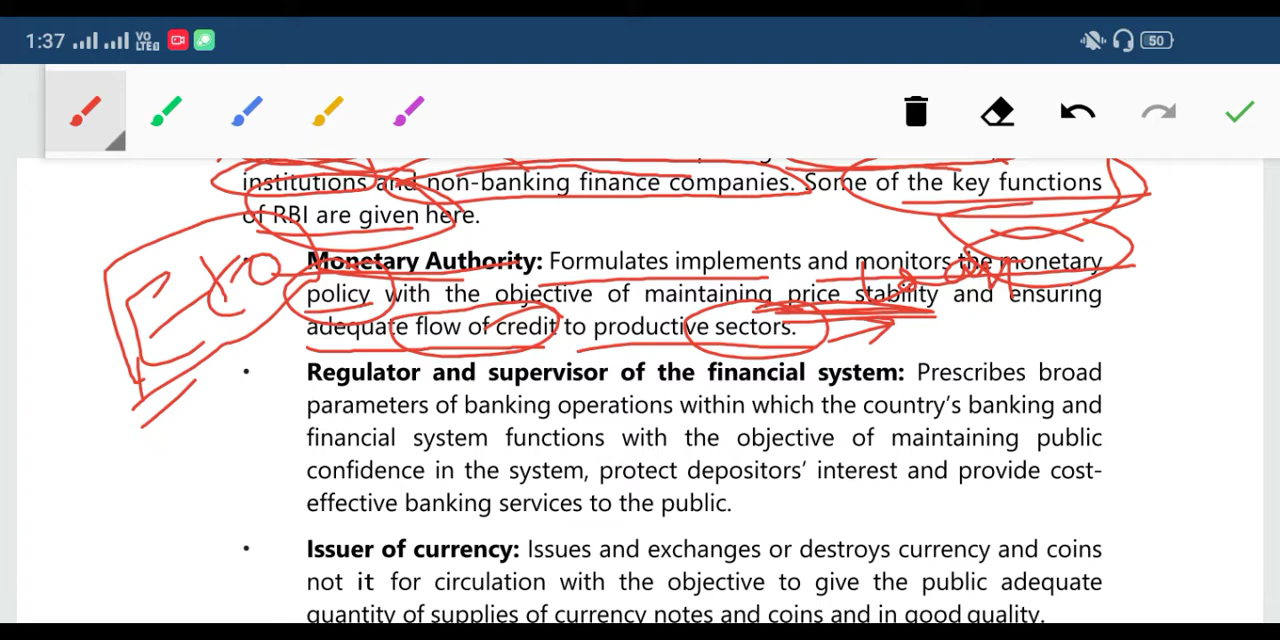 1:37 VO LTE 50
institutions and non-banking finance companies. Some of the key functions
of RBI are given here.
• Monetary Authority: Formulates implements and monitors the monetary
policy with the objective of maintaining price stability and ensuring
adequate flow of credit to productive sectors.
• Regulator and supervisor of the financial system: Prescribes broad
parameters of banking operations within which the country's banking and
financial system functions with the objective of maintaining public
confidence in the system, protect depositors' interest and provide cost-
effective banking services to the public.
• Issuer of currency: Issues and exchanges or destroys currency and coins
not it for circulation with the objective to give the public adequate
quantity of supplies of currency notes and coins and in good quality.